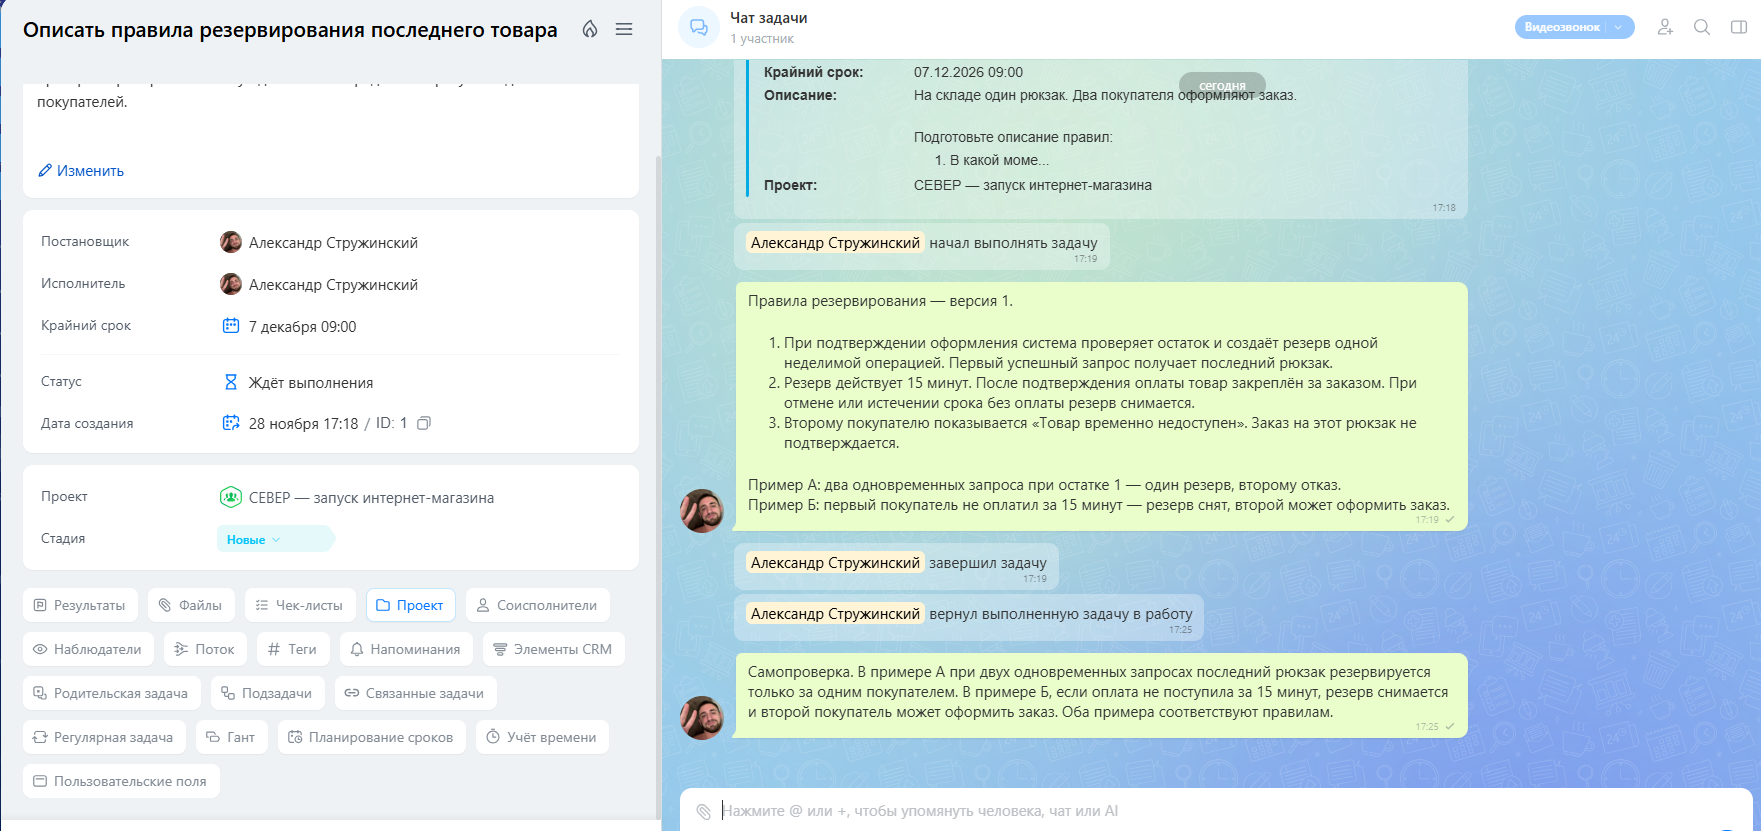 Описать правила резервирования последнего товара
покупателей.
Изменить
Постановщик
Александр Стружинский
Исполнитель
Александр Стружинский
Крайний срок
7 декабря 09:00
Статус
Ждёт выполнения
Дата создания
28 ноября 17:18 / ID: 1
Проект
СЕВЕР — запуск интернет-магазина
Стадия
Новые
Результаты
Файлы
Чек-листы
Проект
Соисполнители
Наблюдатели
Поток
Теги
Напоминания
Элементы CRM
Родительская задача
Подзадачи
Связанные задачи
Регулярная задача
Гант
Планирование сроков
Учёт времени
Пользовательские поля
Чат задачи
1 участник
Видеозвонок
сегодня
Крайний срок: 07.12.2026 09:00
Описание: На складе один рюкзак. Два покупателя оформляют заказ.
Подготовьте описание правил:
1. В какой моме...
Проект: СЕВЕР — запуск интернет-магазина
17:18
Александр Стружинский начал выполнять задачу
17:19
Правила резервирования — версия 1.
1. При подтверждении оформления система проверяет остаток и создаёт резерв одной
неделимой операцией. Первый успешный запрос получает последний рюкзак.
2. Резерв действует 15 минут. После подтверждения оплаты товар закреплён за заказом. При
отмене или истечении срока без оплаты резерв снимается.
3. Второму покупателю показывается «Товар временно недоступен». Заказ на этот рюкзак не
подтверждается.
Пример А: два одновременных запроса при остатке 1 — один резерв, второму отказ.
Пример Б: первый покупатель не оплатил за 15 минут — резерв снят, второй может оформить заказ.
17:19
Александр Стружинский завершил задачу
17:19
Александр Стружинский вернул выполненную задачу в работу
17:25
Самопроверка. В примере А при двух одновременных запросах последний рюкзак резервируется
только за одним покупателем. В примере Б, если оплата не поступила за 15 минут, резерв снимается
и второй покупатель может оформить заказ. Оба примера соответствуют правилам.
17:25
Нажмите @ или +, чтобы упомянуть человека, чат или AI